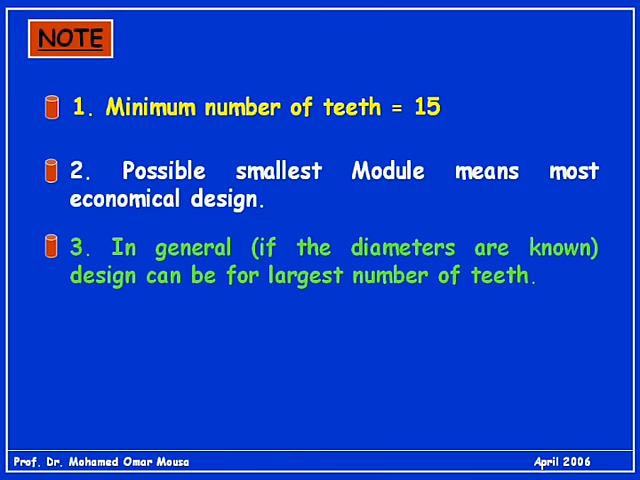 NOTE
1. Minimum number of teeth = 15
2. Possible smallest Module means most
economical design.
3. In general (if the diameters are known)
design can be for largest number of teeth.
Prof. Dr. Mohamed Omar Mousa April 2006